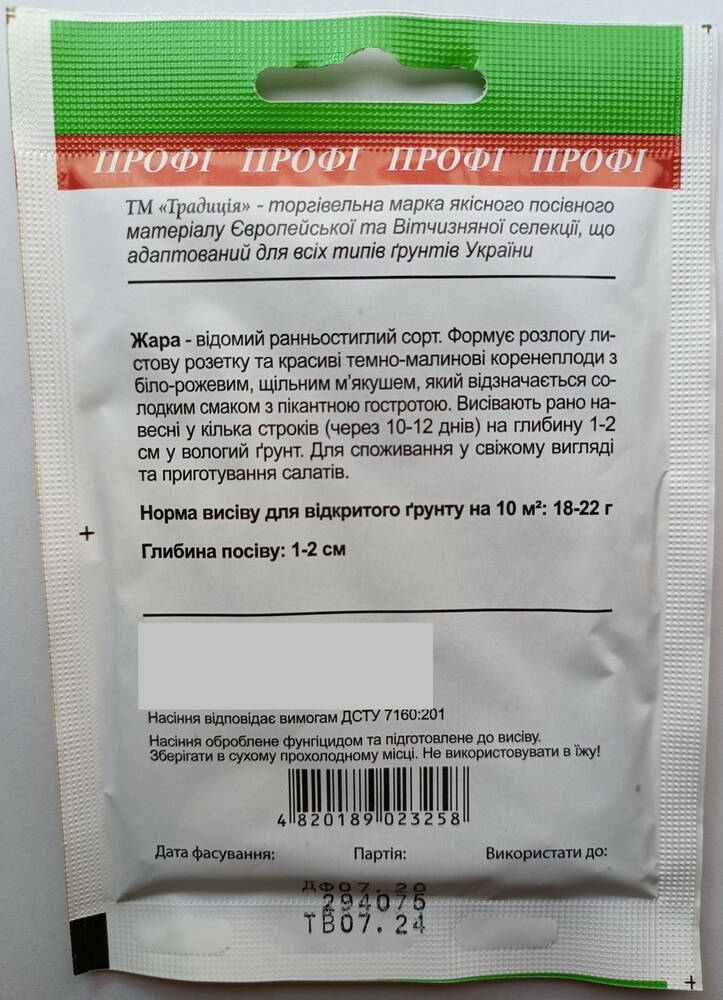 ПРОФІ ПРОФІ ПРОФІ ПРОФІ
ТМ «Традиція» - торгівельна марка якісного посівного
матеріалу Європейської та Вітчизняної селекції, що
адаптований для всіх типів ґрунтів України
Жара - відомий ранньостиглий сорт. Формує розлогу ли-
стову розетку та красиві темно-малинові коренеплоди з
біло-рожевим, щільним м'якушем, який відзначається со-
лодким смаком з пікантною гостротою. Висівають рано на-
весні у кілька строків (через 10-12 днів) на глибину 1-2
см у вологий ґрунт. Для споживання у свіжому вигляді
та приготування салатів.
Норма висіву для відкритого ґрунту на 10 м²: 18-22 г
Глибина посіву: 1-2 см
Насіння відповідає вимогам ДСТУ 7160:201
Насіння оброблене фунгіцидом та підготовлене до висіву.
Зберігати в сухому прохолодному місці. Не використовувати в їжу!
4 820189 023258
Дата фасування: Партія: Використати до:
ДФ07.20
294075
ТВ07.24